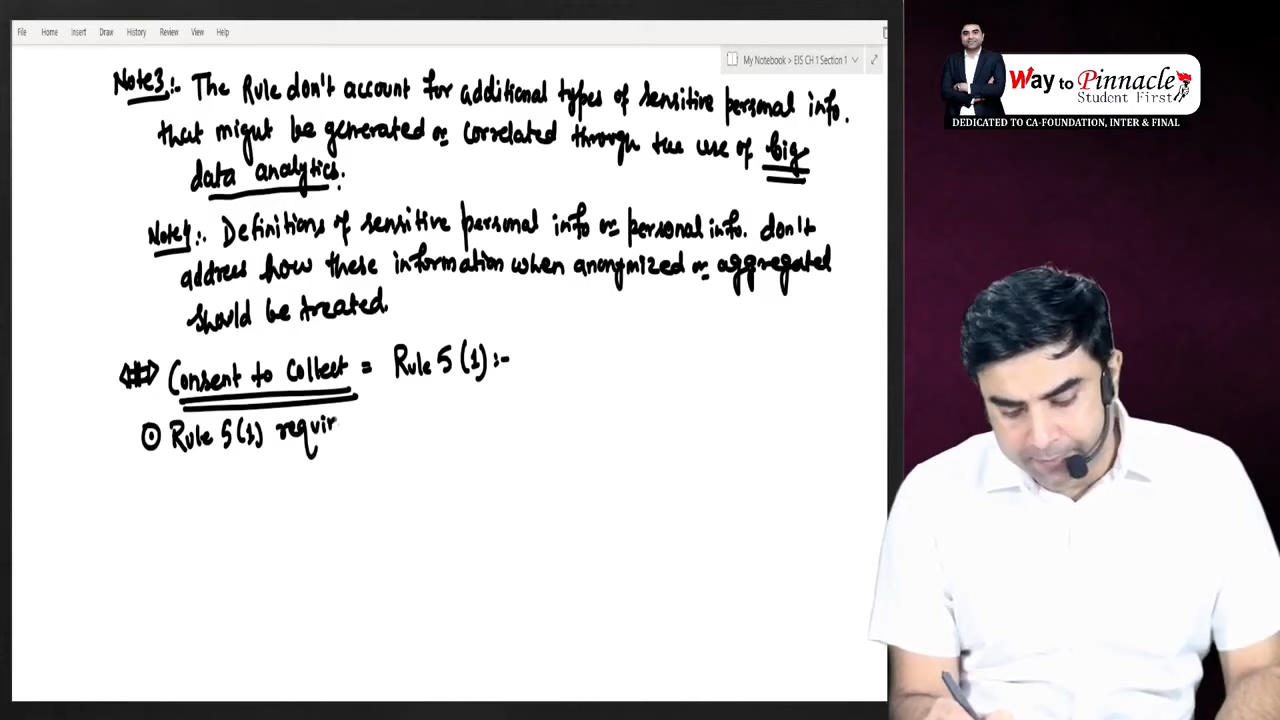 File Home Insert Draw History Review View Help
My Notebook > EIS CH 1 Section 1
Note3:- The Rule don't account for additional types of sensitive personal info.
that might be generated or correlated through the use of big
data analytics.
Note4:- Definitions of sensitive personal info or personal info. don't
address how these information when anonymized or aggregated
should be treated.
<#> Consent to Collect = Rule 5(1):-
⊙ Rule 5(1) requir
Way to Pinnacle
Student First
DEDICATED TO CA-FOUNDATION, INTER & FINAL